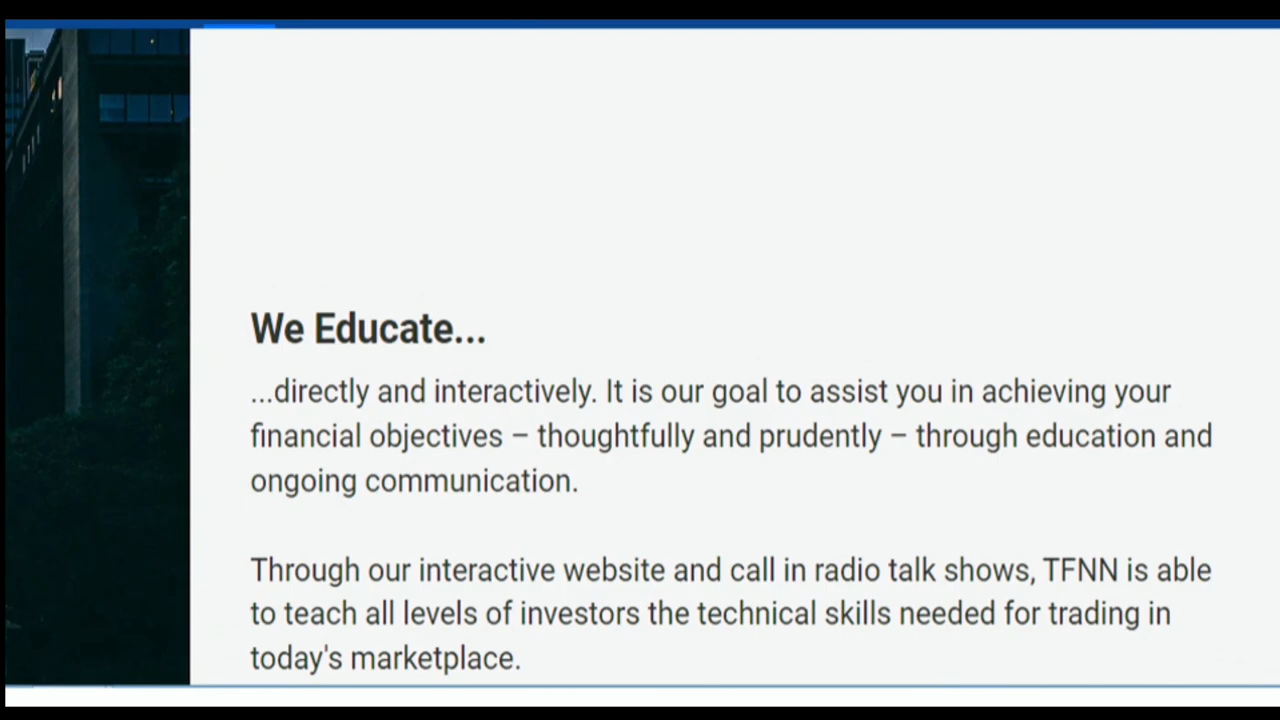 We Educate...
...directly and interactively. It is our goal to assist you in achieving your
financial objectives – thoughtfully and prudently – through education and
ongoing communication.
Through our interactive website and call in radio talk shows, TFNN is able
to teach all levels of investors the technical skills needed for trading in
today's marketplace.